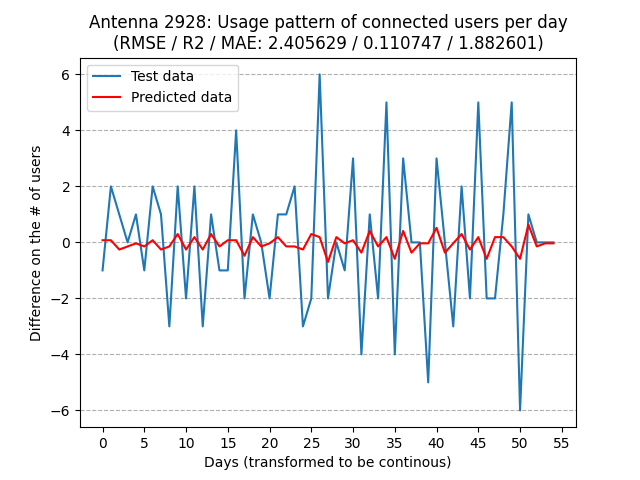 Antenna 2928: Usage pattern of connected users per day
(RMSE / R2 / MAE: 2.405629 / 0.110747 / 1.882601)
Test data
Predicted data
Difference on the # of users
6
4
2
0
−2
−4
−6
0 5 10 15 20 25 30 35 40 45 50 55
Days (transformed to be continous)